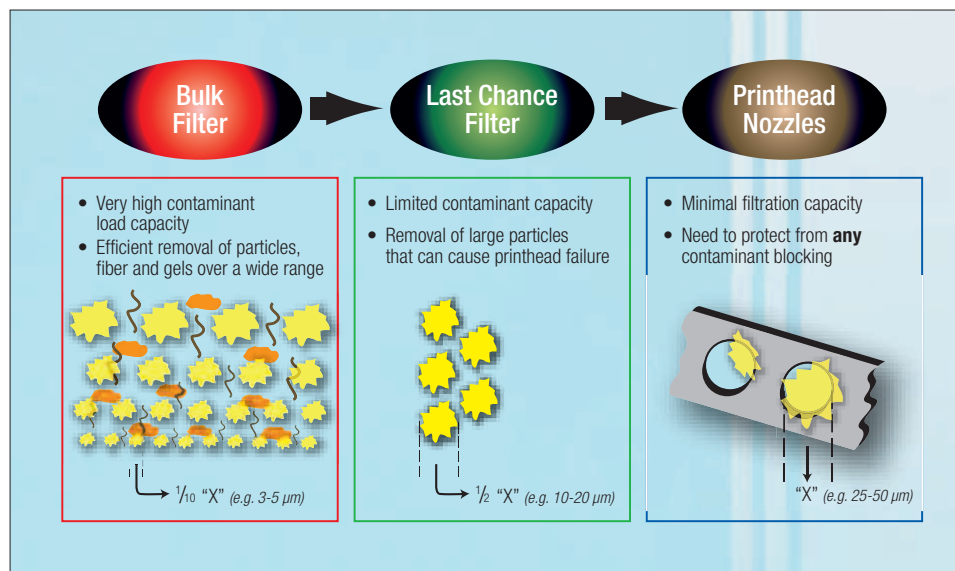 Bulk
Filter
Last Chance
Filter
Printhead
Nozzles
• Very high contaminant
load capacity
• Efficient removal of particles,
fiber and gels over a wide range
1/10 “X” (e.g. 3-5 µm)
• Limited contaminant capacity
• Removal of large particles
that can cause printhead failure
1/2 “X” (e.g. 10-20 µm)
• Minimal filtration capacity
• Need to protect from any
contaminant blocking
“X” (e.g. 25-50 µm)